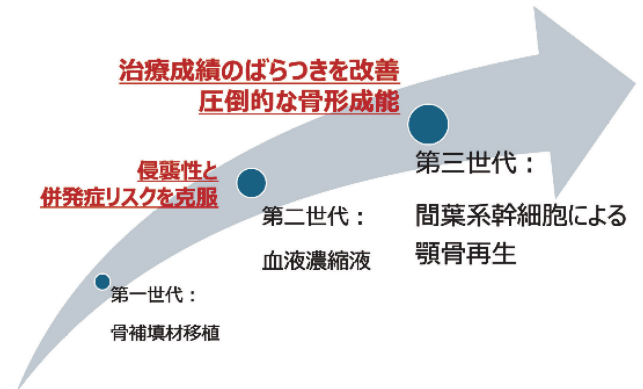 治療成績のばらつきを改善
圧倒的な骨形成能
侵襲性と
併発症リスクを克服
第三世代：
間葉系幹細胞による
顎骨再生
第二世代：
血液濃縮液
第一世代：
骨補填材移植